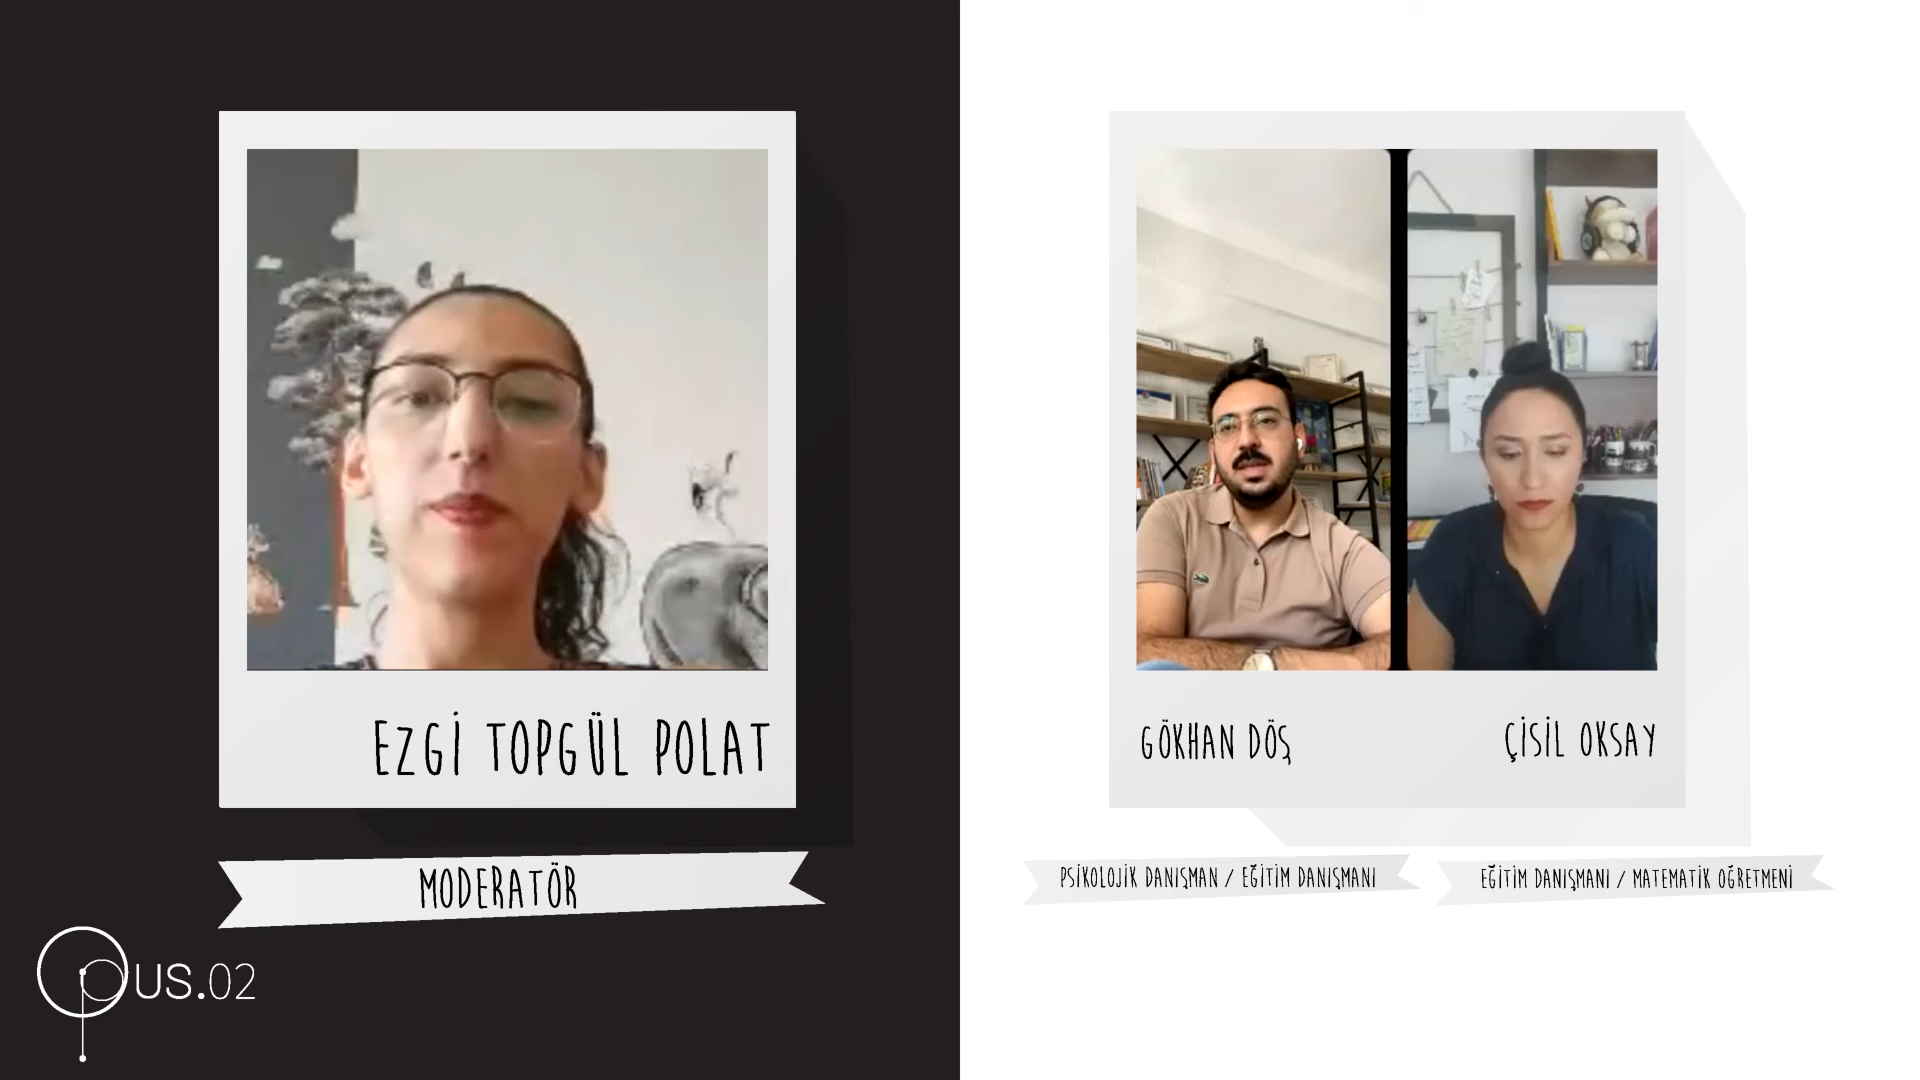 EZGİ TOPGÜL POLAT
MODERATÖR
OPUS.02
GÖKHAN DÖŞ
ÇİSİL OKSAY
PSİKOLOJİK DANIŞMAN / EĞİTİM DANIŞMANI
EĞİTİM DANIŞMANI / MATEMATİK ÖĞRETMENİ